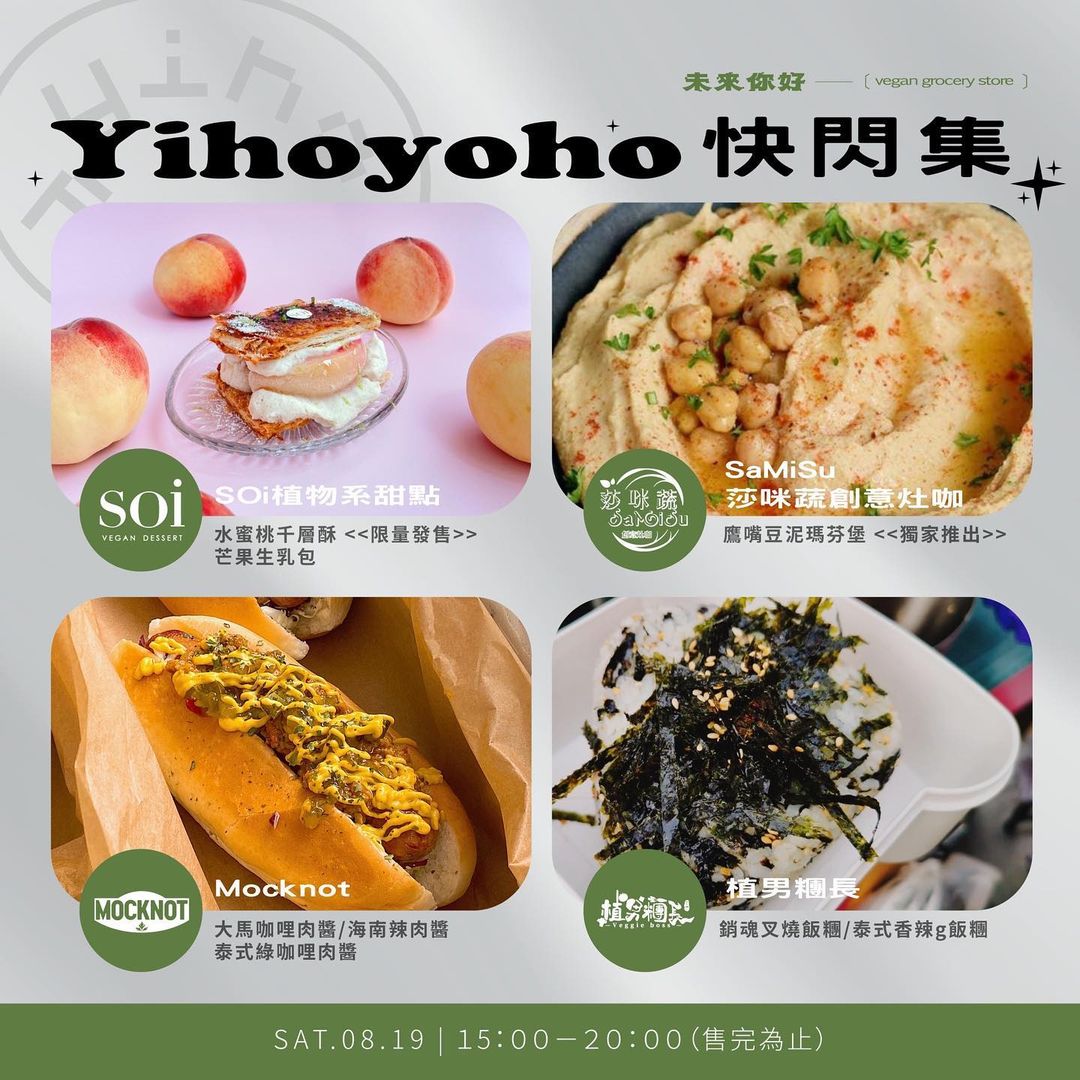 未來你好 —— 〔 vegan grocery store 〕
Yihoyoho 快閃集
SOi
VEGAN DESSERT
SOi植物系甜點
水蜜桃千層酥 <<限量發售>>
芒果生乳包
莎咪蔬
SaMiSu
創意灶咖
SaMiSu
莎咪蔬創意灶咖
鷹嘴豆泥瑪芬堡 <<獨家推出>>
MOCKNOT
Mocknot
大馬咖哩肉醬/海南辣肉醬
泰式綠咖哩肉醬
植男糰長
Veggie boss
植男糰長
銷魂叉燒飯糰/泰式香辣g飯糰
SAT.08.19 | 15:00－20:00(售完為止)